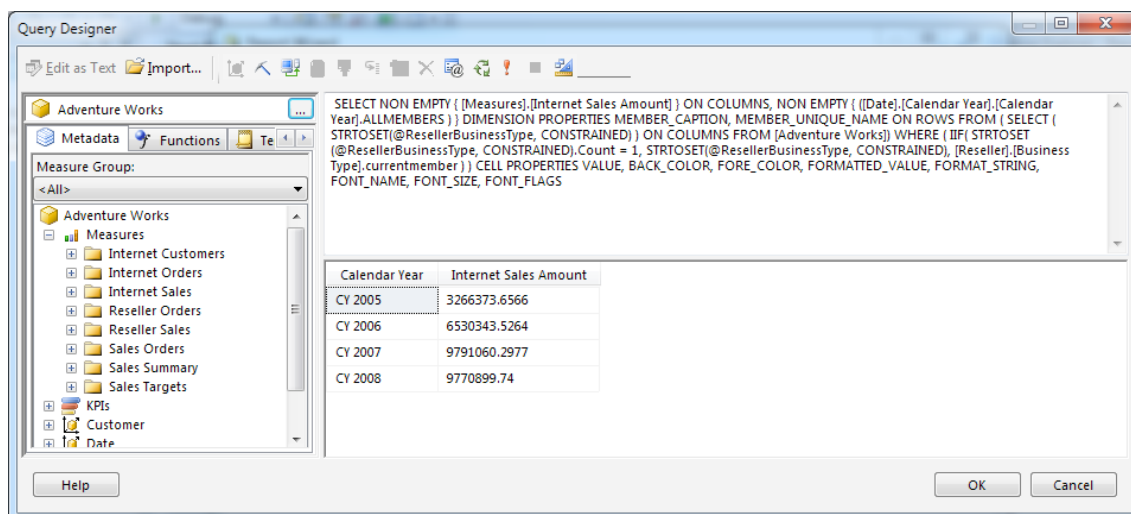 Query Designer
Edit as Text
Import...
Adventure Works
...
Metadata
Functions
Te
Measure Group:
<All>
Adventure Works
Measures
Internet Customers
Internet Orders
Internet Sales
Reseller Orders
Reseller Sales
Sales Orders
Sales Summary
Sales Targets
KPIs
Customer
Date
SELECT NON EMPTY { [Measures].[Internet Sales Amount] } ON COLUMNS, NON EMPTY { ([Date].[Calendar Year].[Calendar
Year].ALLMEMBERS ) } DIMENSION PROPERTIES MEMBER_CAPTION, MEMBER_UNIQUE_NAME ON ROWS FROM ( SELECT (
STRTOSET(@ResellerBusinessType, CONSTRAINED) ) ON COLUMNS FROM [Adventure Works]) WHERE ( IIF( STRTOSET
(@ResellerBusinessType, CONSTRAINED).Count = 1, STRTOSET(@ResellerBusinessType, CONSTRAINED), [Reseller].[Business
Type].currentmember ) ) CELL PROPERTIES VALUE, BACK_COLOR, FORE_COLOR, FORMATTED_VALUE, FORMAT_STRING,
FONT_NAME, FONT_SIZE, FONT_FLAGS
Calendar Year Internet Sales Amount
CY 2005 3266373.6566
CY 2006 6530343.5264
CY 2007 9791060.2977
CY 2008 9770899.74
Help
OK
Cancel